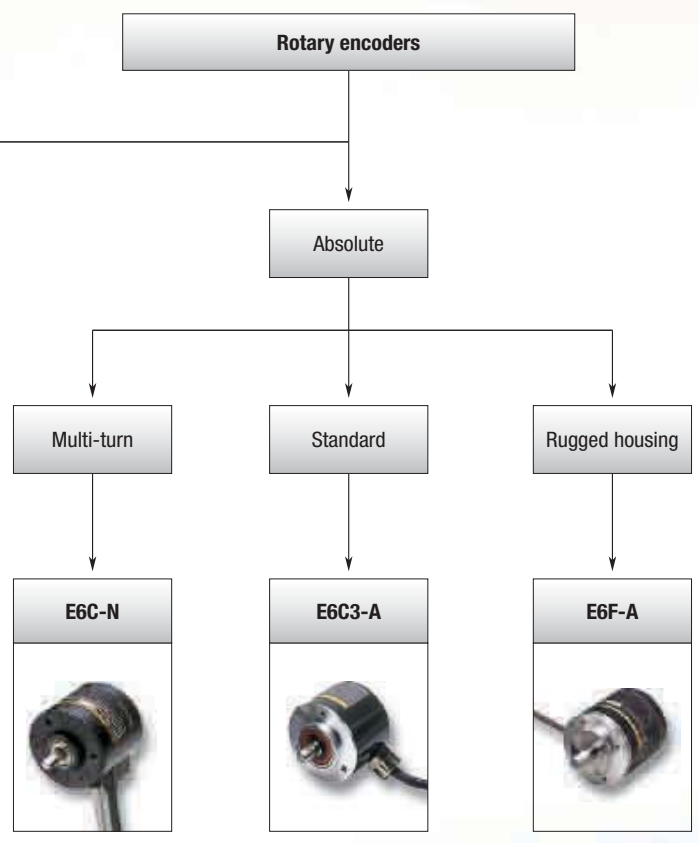 Rotary encoders
Absolute
Multi-turn
Standard
Rugged housing
E6C-N
E6C3-A
E6F-A